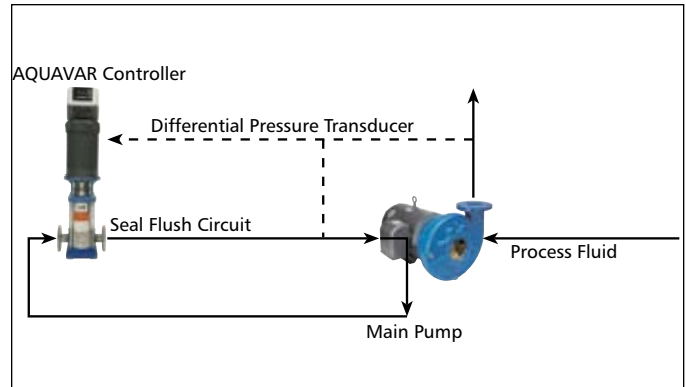 AQUAVAR Controller
Differential Pressure Transducer
Seal Flush Circuit
Process Fluid
Main Pump